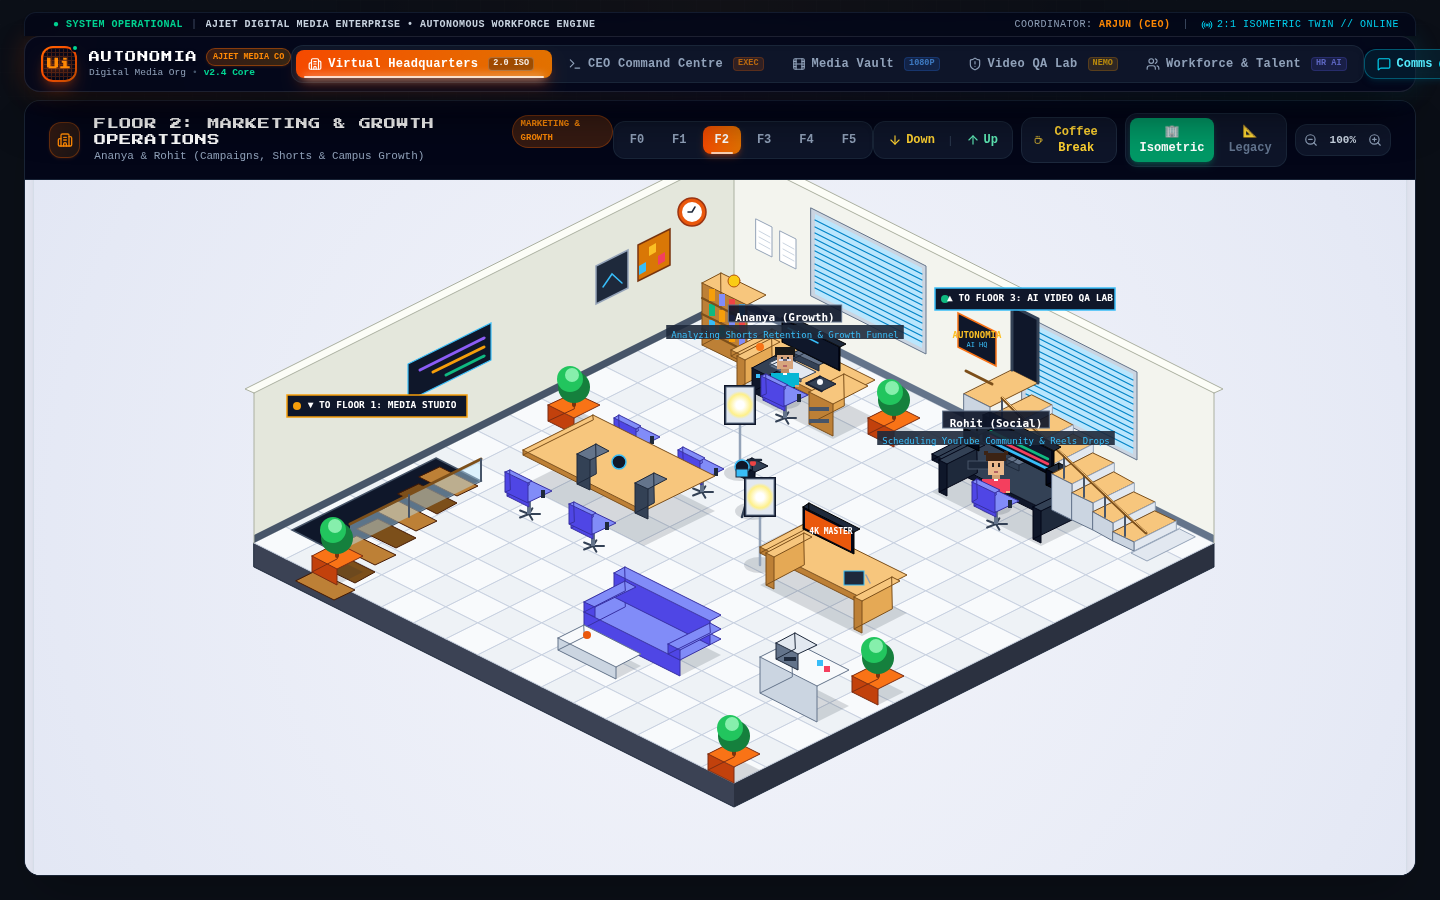 ● SYSTEM OPERATIONAL | AJIET DIGITAL MEDIA ENTERPRISE • AUTONOMOUS WORKFORCE ENGINE
COORDINATOR: ARJUN (CEO) | 2:1 ISOMETRIC TWIN // ONLINE
Ui
AUTONOMIA
AJIET MEDIA CO
Digital Media Org • v2.4 Core
Virtual Headquarters 2.0 ISO
CEO Command Centre EXEC
Media Vault 1080P
Video QA Lab NEMO
Workforce & Talent HR AI
Comms
FLOOR 2: MARKETING & GROWTH
OPERATIONS
Ananya & Rohit (Campaigns, Shorts & Campus Growth)
MARKETING &
GROWTH
F0 F1 F2 F3 F4 F5
Down | Up
Coffee
Break
Isometric
Legacy
100%
▲ TO FLOOR 3: AI VIDEO QA LAB
Ananya (Growth)
Analyzing Shorts Retention & Growth Funnel
AUTONOMIA
AI HQ
▼ TO FLOOR 1: MEDIA STUDIO
Rohit (Social)
Scheduling YouTube Community & Reels Drops
4K MASTER